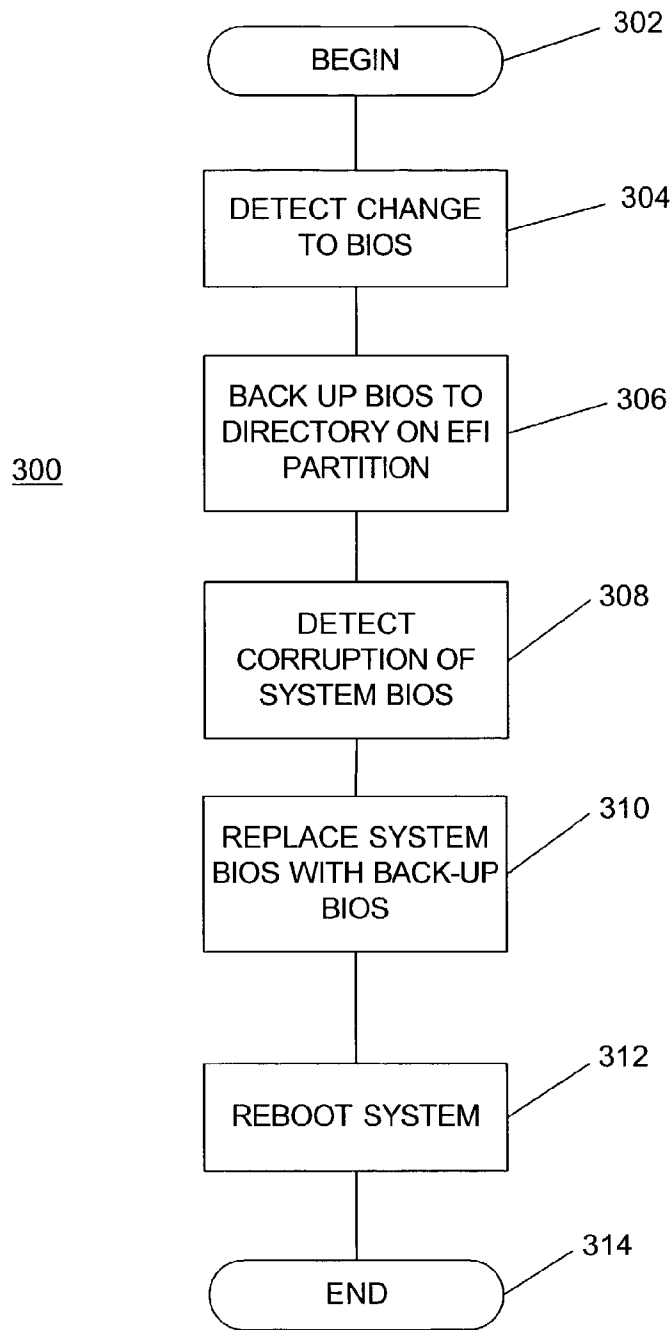 302
BEGIN
304
DETECT CHANGE
TO BIOS
306
BACK UP BIOS TO
DIRECTORY ON EFI
PARTITION
300
308
DETECT
CORRUPTION OF
SYSTEM BIOS
310
REPLACE SYSTEM
BIOS WITH BACK-UP
BIOS
312
REBOOT SYSTEM
314
END